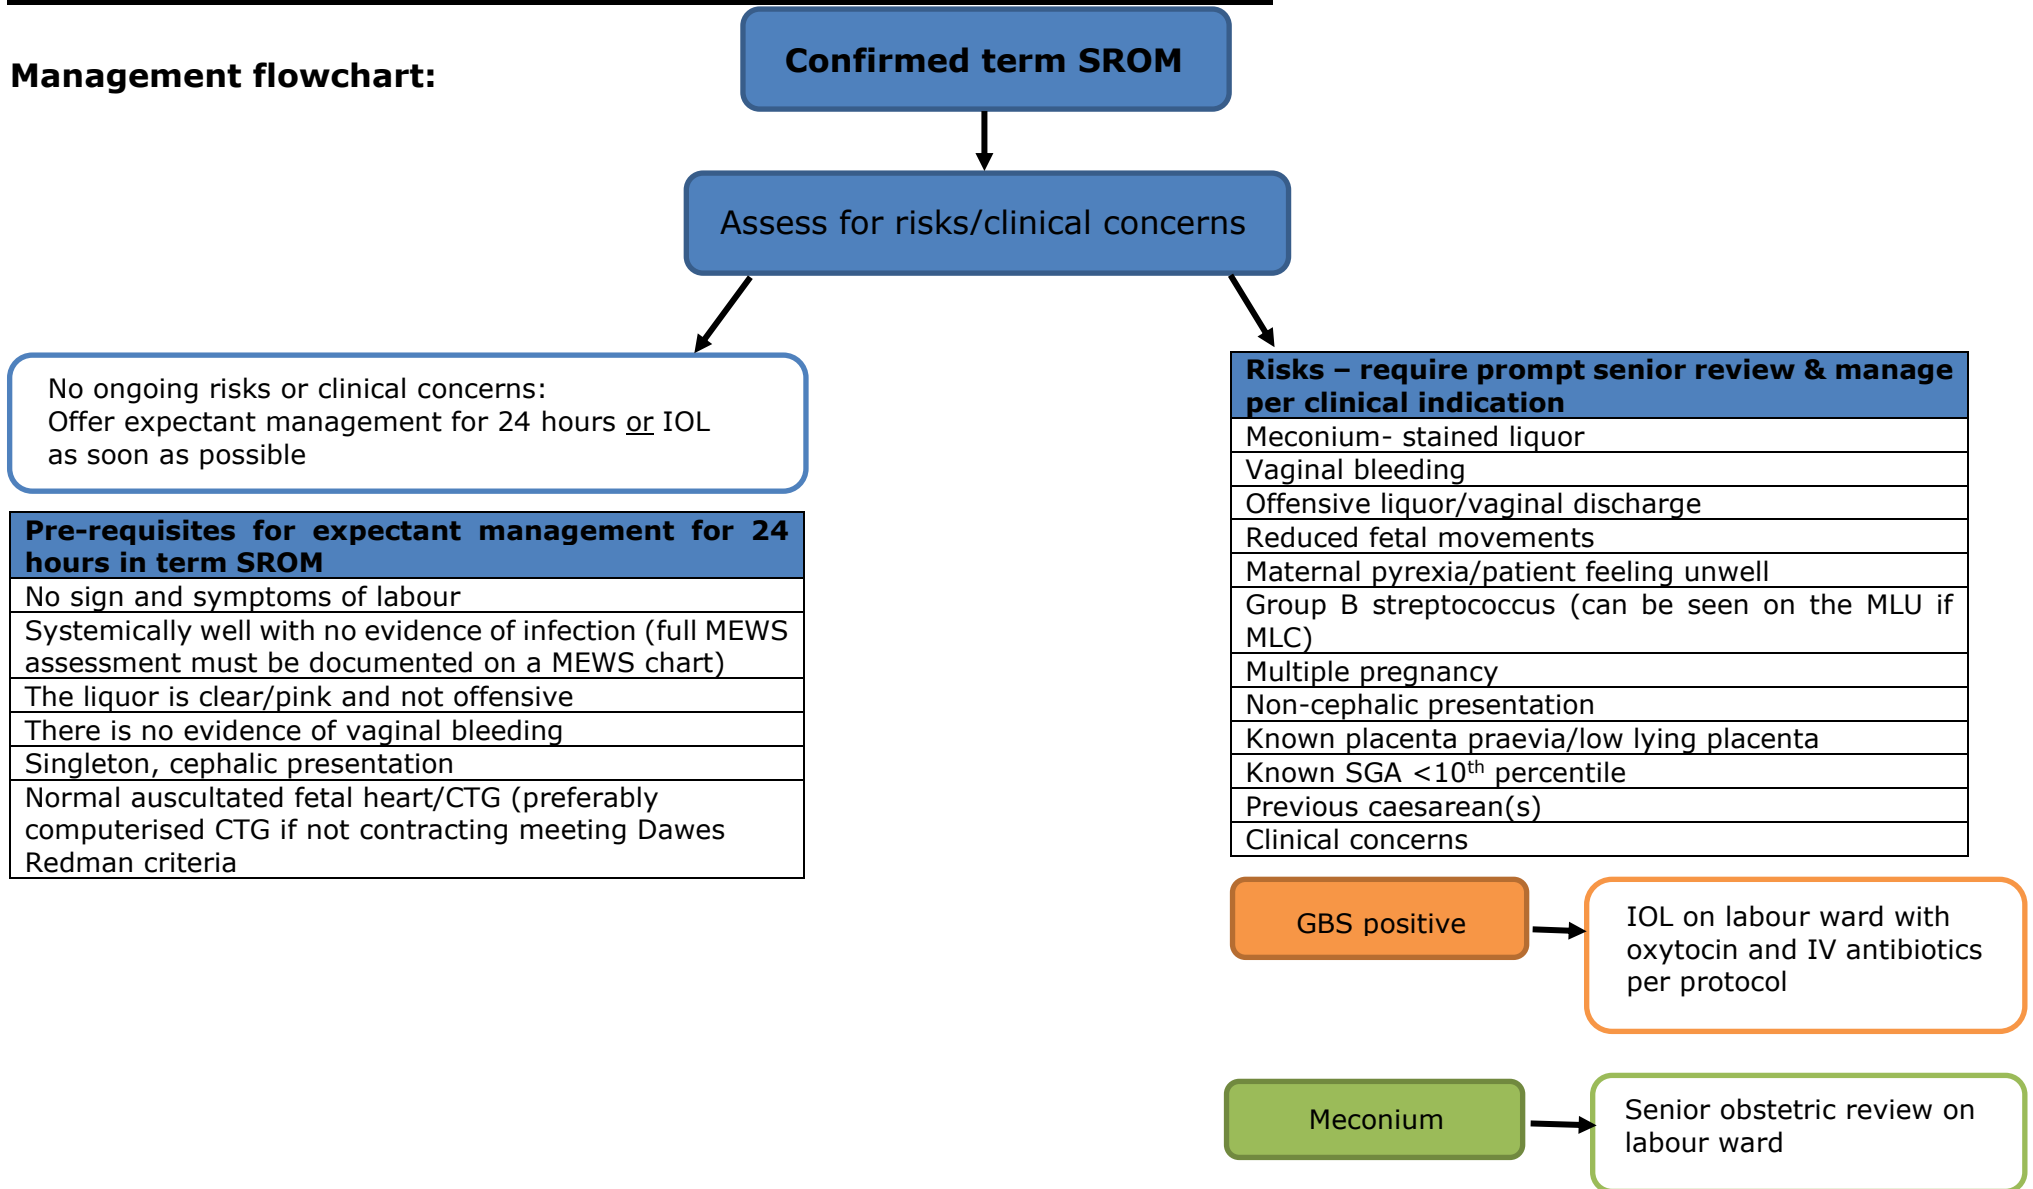 Confirmed term SROM
Management flowchart:
Assess for risks/clinical concerns
No ongoing risks or clinical concerns:
Offer expectant management for 24 hours or IOL
as soon as possible
Pre-requisites for expectant management for 24
hours in term SROM
No sign and symptoms of labour
Systemically well with no evidence of infection (full MEWS
assessment must be documented on a MEWS chart)
The liquor is clear/pink and not offensive
There is no evidence of vaginal bleeding
Singleton, cephalic presentation
Normal auscultated fetal heart/CTG (preferably
computerised CTG if not contracting meeting Dawes
Redman criteria
Risks – require prompt senior review & manage
per clinical indication
Meconium- stained liquor
Vaginal bleeding
Offensive liquor/vaginal discharge
Reduced fetal movements
Maternal pyrexia/patient feeling unwell
Group B streptococcus (can be seen on the MLU if
MLC)
Multiple pregnancy
Non-cephalic presentation
Known placenta praevia/low lying placenta
Known SGA <10th percentile
Previous caesarean(s)
Clinical concerns
GBS positive
IOL on labour ward with
oxytocin and IV antibiotics
per protocol
Meconium
Senior obstetric review on
labour ward